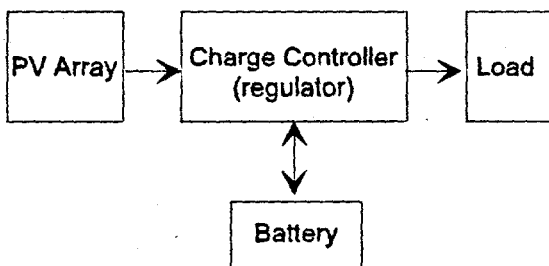 PV Array
Charge Controller
(regulator)
Load
Battery